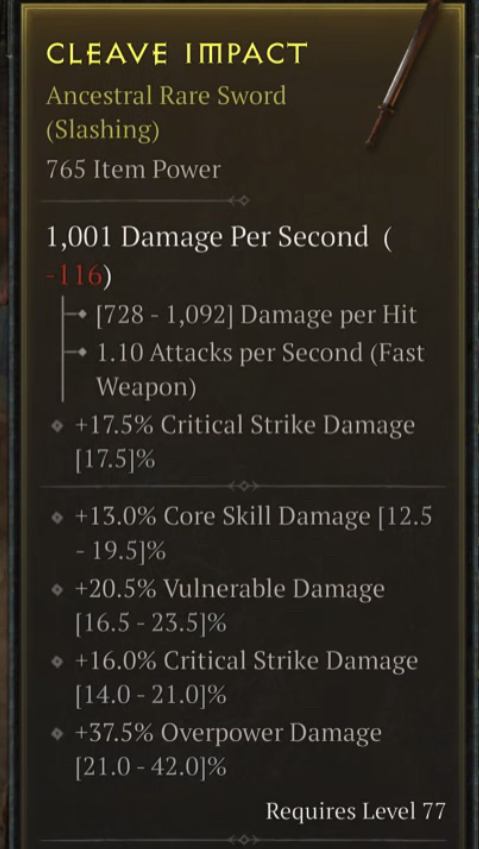 CLEAVE IMPACT
Ancestral Rare Sword
(Slashing)
765 Item Power
1,001 Damage Per Second (
-116)
[728 - 1,092] Damage per Hit
1.10 Attacks per Second (Fast
Weapon)
+17.5% Critical Strike Damage
[17.5]%
+13.0% Core Skill Damage [12.5
- 19.5]%
+20.5% Vulnerable Damage
[16.5 - 23.5]%
+16.0% Critical Strike Damage
[14.0 - 21.0]%
+37.5% Overpower Damage
[21.0 - 42.0]%
Requires Level 77